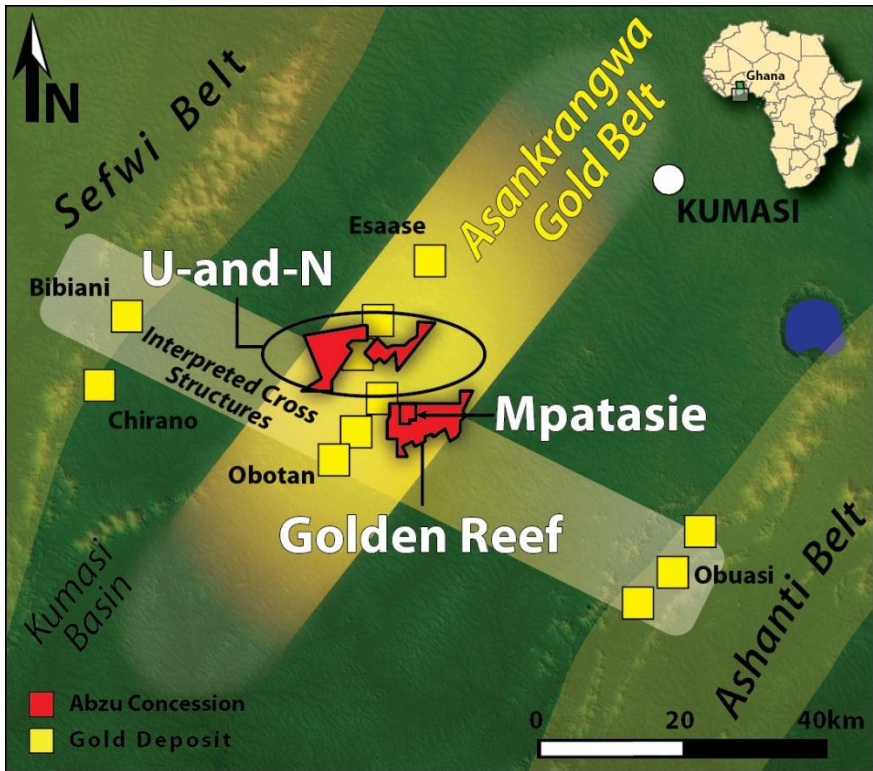 N
Sefwi Belt
Asankrangwa
Gold Belt
Ghana
KUMASI
Esaase
U-and-N
Bibiani
Interpreted Cross
Structures
Chirano
Mpatasie
Obotan
Golden Reef
Obuasi
Ashanti Belt
Kumasi
Basin
Abzu Concession
Gold Deposit
0 20 40km